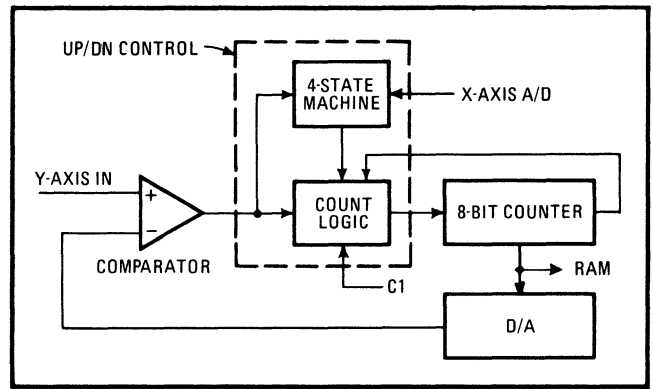 UP/DN CONTROL
4-STATE
MACHINE
X-AXIS A/D
Y-AXIS IN
+
−
COMPARATOR
COUNT
LOGIC
8-BIT COUNTER
C1
RAM
D/A